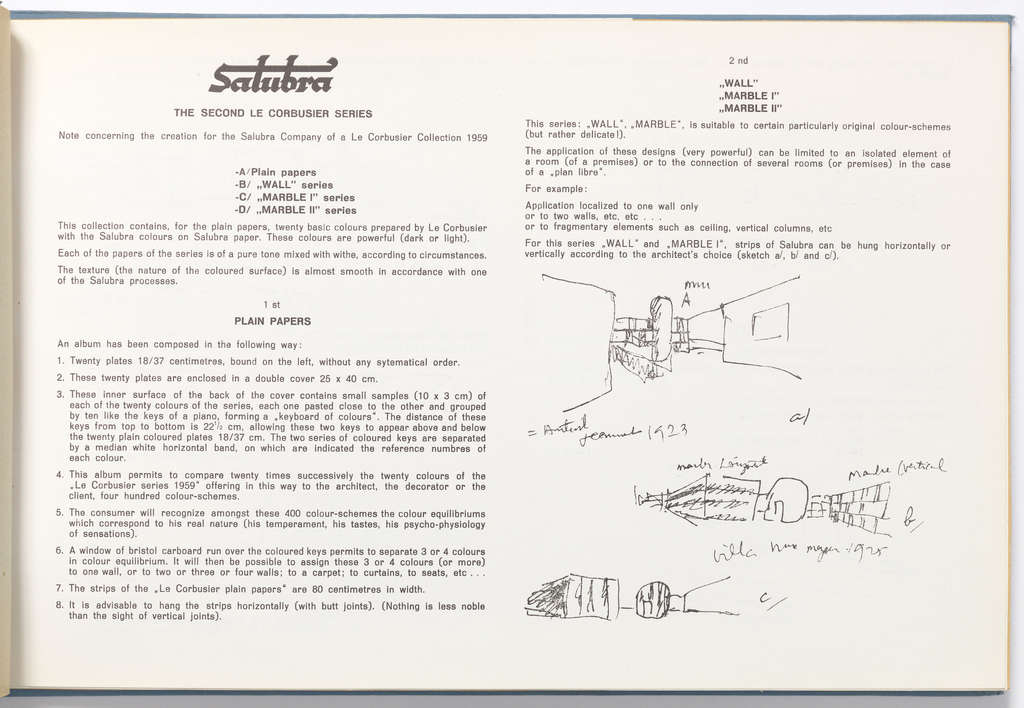 Salubra
THE SECOND LE CORBUSIER SERIES
Note concerning the creation for the Salubra Company of a Le Corbusier Collection 1959
-A/Plain papers
-B/ „WALL" series
-C/ „MARBLE I" series
-D/ „MARBLE II" series
This collection contains, for the plain papers, twenty basic colours prepared by Le Corbusier
with the Salubra colours on Salubra paper. These colours are powerful (dark or light).
Each of the papers of the series is of a pure tone mixed with withe, according to circumstances.
The texture (the nature of the coloured surface) is almost smooth in accordance with one
of the Salubra processes.
1 st
PLAIN PAPERS
An album has been composed in the following way:
1. Twenty plates 18/37 centimetres, bound on the left, without any sytematical order.
2. These twenty plates are enclosed in a double cover 25 x 40 cm.
3. These inner surface of the back of the cover contains small samples (10 x 3 cm) of
each of the twenty colours of the series, each one pasted close to the other and grouped
by ten like the keys of a piano, forming a „keyboard of colours". The distance of these
keys from top to bottom is 22½ cm, allowing these two keys to appear above and below
the twenty plain coloured plates 18/37 cm. The two series of coloured keys are separated
by a median white horizontal band, on which are indicated the reference numbres of
each colour.
4. This album permits to compare twenty times successively the twenty colours of the
„Le Corbusier series 1959" offering in this way to the architect, the decorator or the
client, four hundred colour-schemes.
5. The consumer will recognize amongst these 400 colour-schemes the colour equilibriums
which correspond to his real nature (his temperament, his tastes, his psycho-physiology
of sensations).
6. A window of bristol carboard run over the coloured keys permits to separate 3 or 4 colours
in colour equilibrium. It will then be possible to assign these 3 or 4 colours (or more)
to one wall, or to two or three or four walls; to a carpet; to curtains, to seats, etc . . .
7. The strips of the „Le Corbusier plain papers" are 80 centimetres in width.
8. It is advisable to hang the strips horizontally (with butt joints). (Nothing is less noble
than the sight of vertical joints).
2 nd
„WALL"
„MARBLE I"
„MARBLE II"
This series: „WALL", „MARBLE", is suitable to certain particularly original colour-schemes
(but rather delicate!).
The application of these designs (very powerful) can be limited to an isolated element of
a room (of a premises) or to the connection of several rooms (or premises) in the case
of a „plan libre".
For example:
Application localized to one wall only
or to two walls, etc, etc . . .
or to fragmentary elements such as ceiling, vertical columns, etc
For this series „WALL" and „MARBLE I", strips of Salubra can be hung horizontally or
vertically according to the architect's choice (sketch a/, b/ and c/).
mur
A
a/
= 1923
vertical
b/
villa 1925
c/